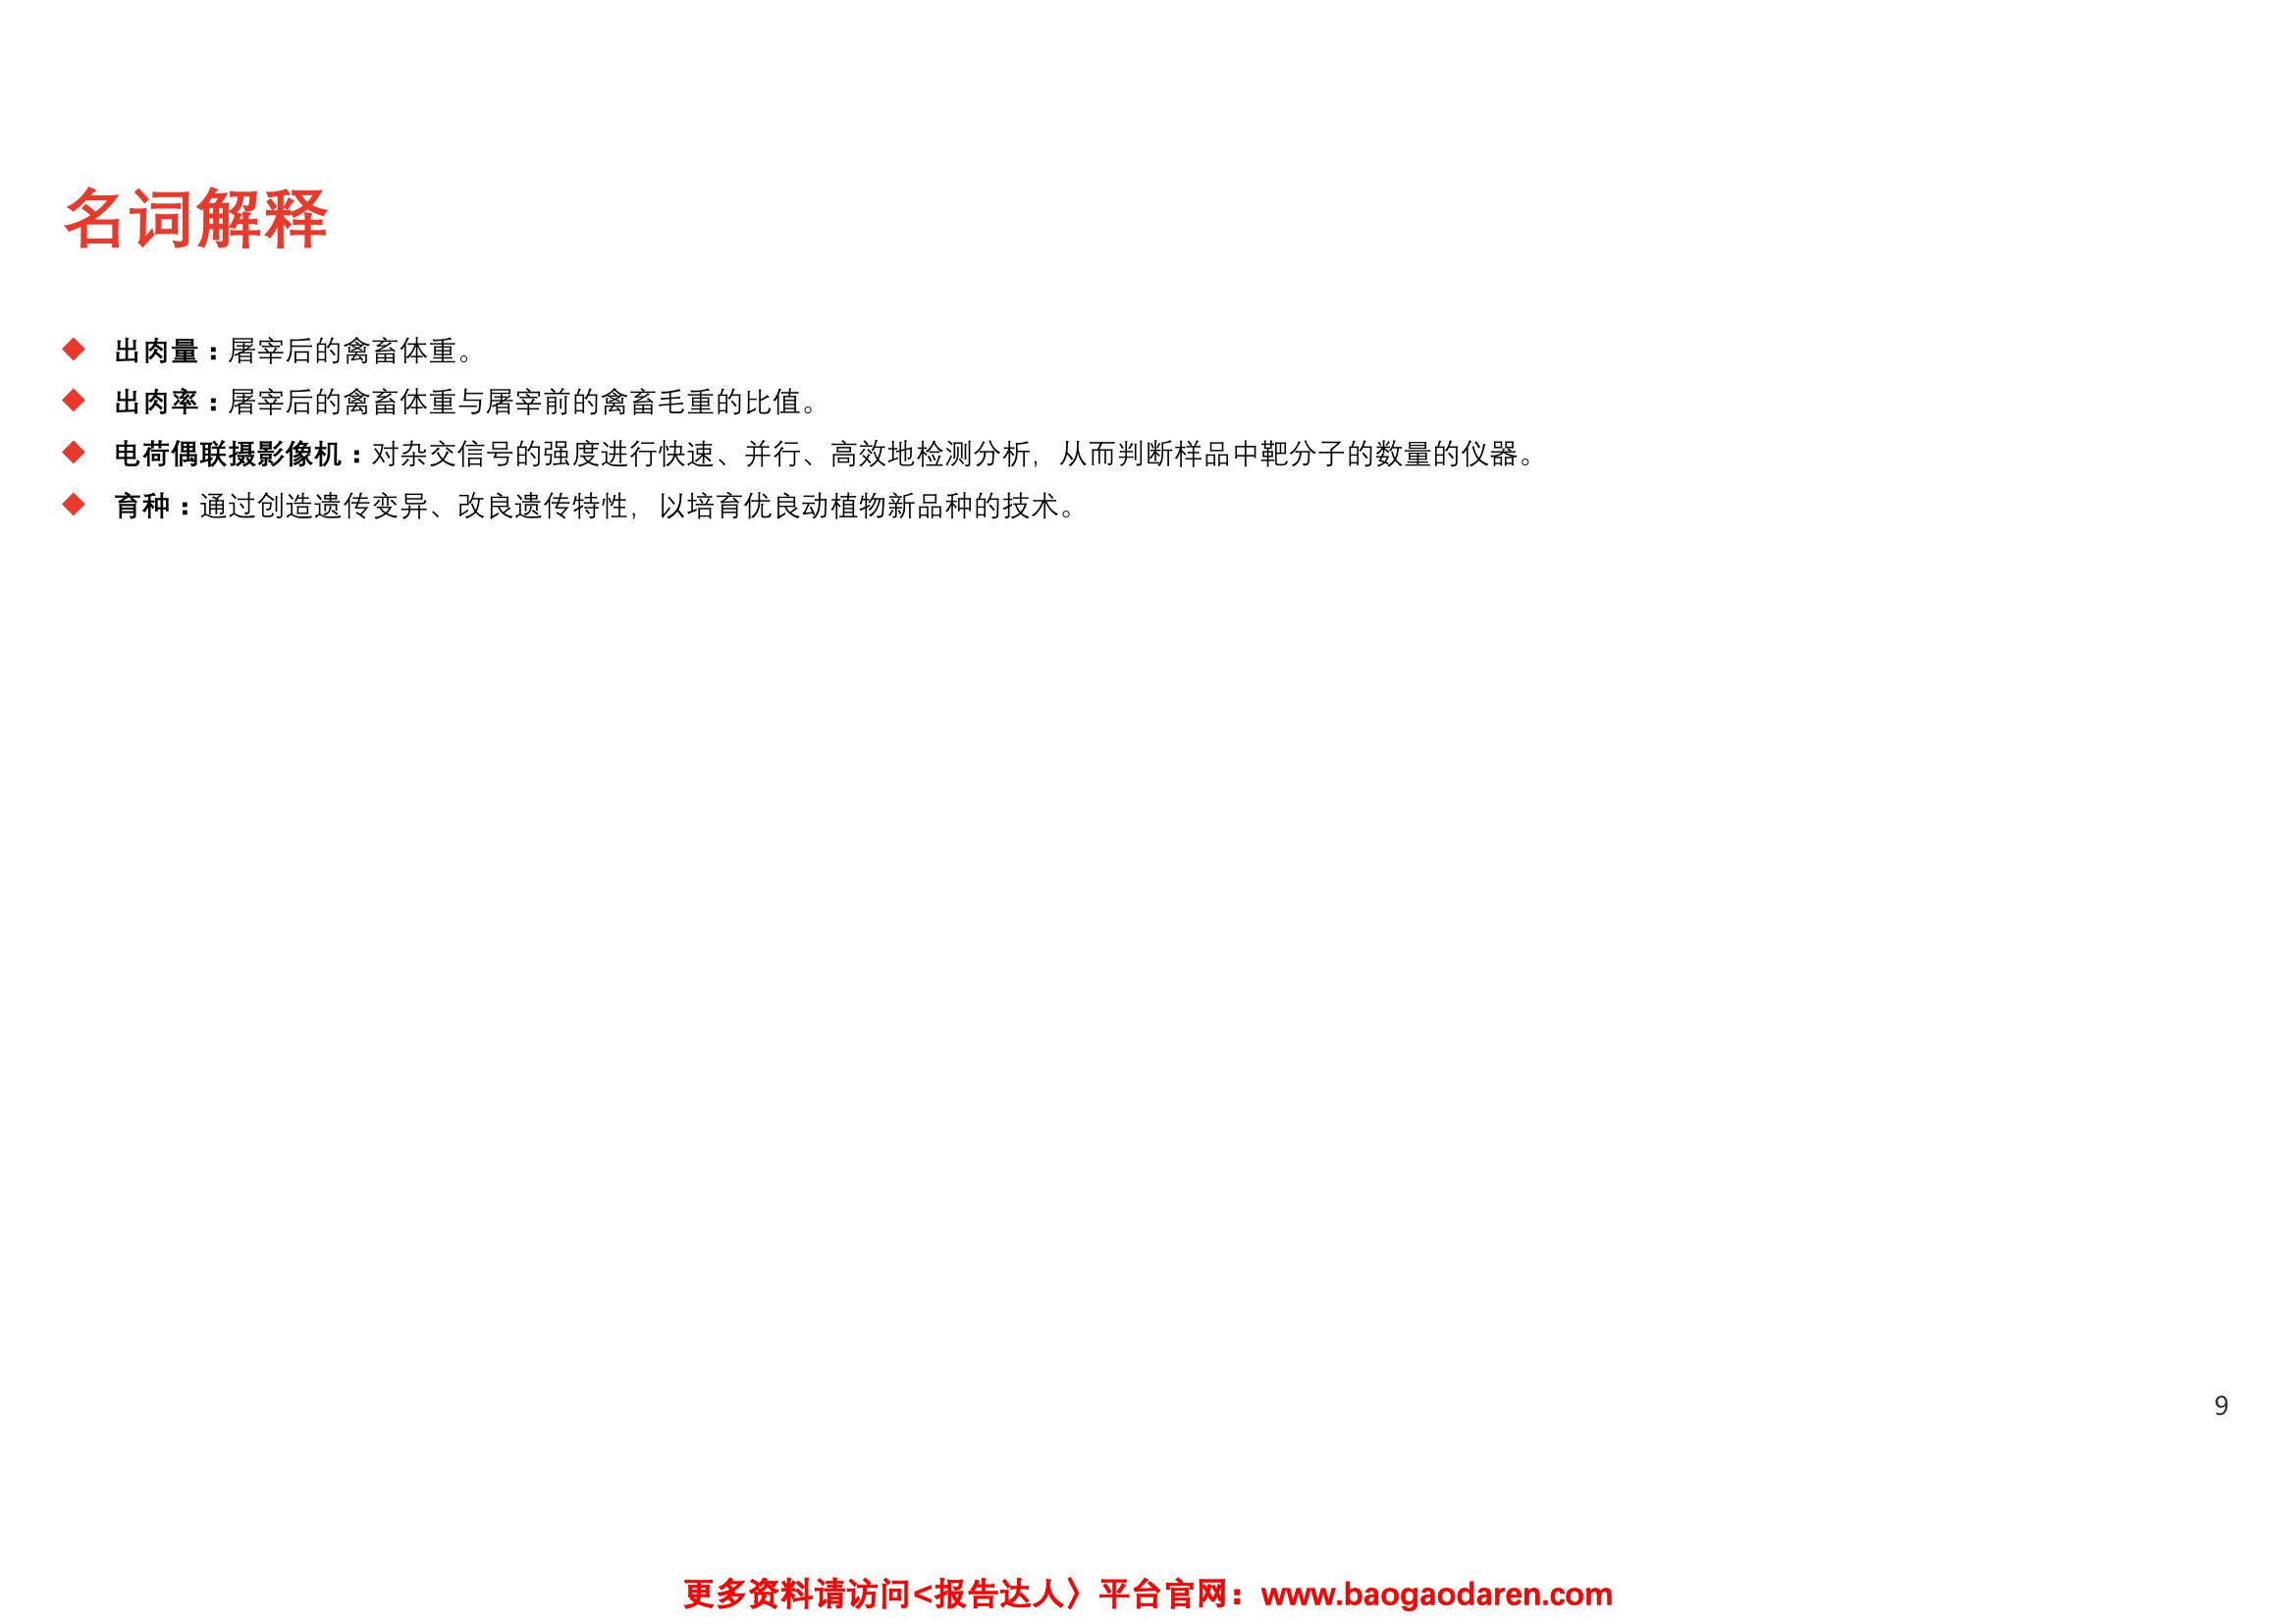 名词解释
出肉量：屠宰后的禽畜体重。
出肉率：屠宰后的禽畜体重与屠宰前的禽畜毛重的比值。
电荷偶联摄影像机：对杂交信号的强度进行快速、并行、高效地检测分析，从而判断样品中靶分子的数量的仪器。
育种：通过创造遗传变异、改良遗传特性，以培育优良动植物新品种的技术。
9
更多资料请访问<报告达人〉平台官网：www.baogaodaren.com